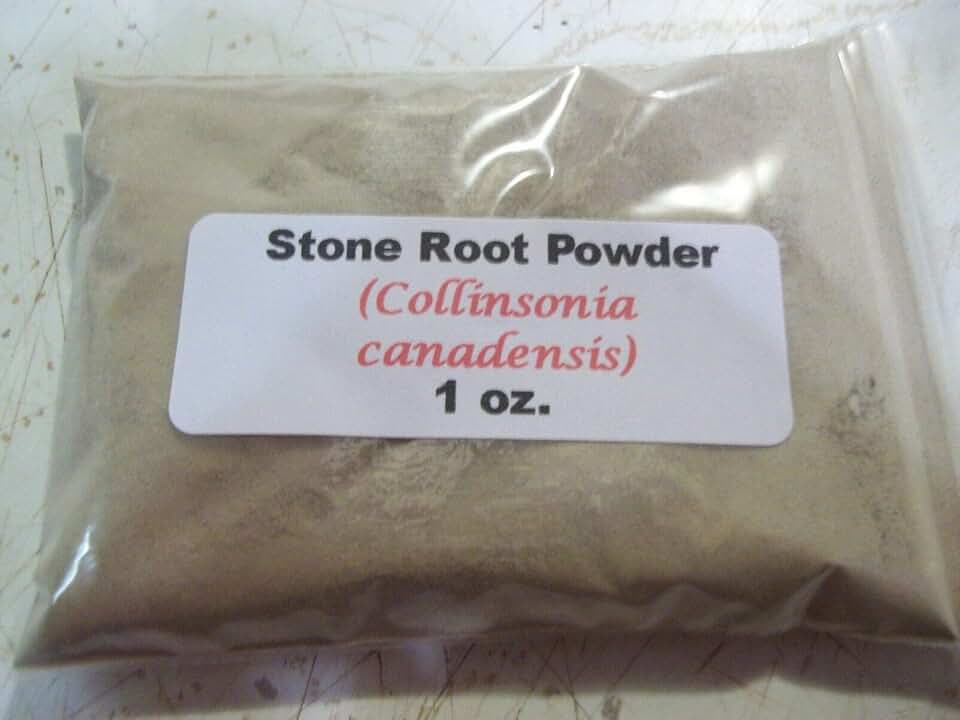 Stone Root Powder
(Collinsonia
canadensis)
1 oz.